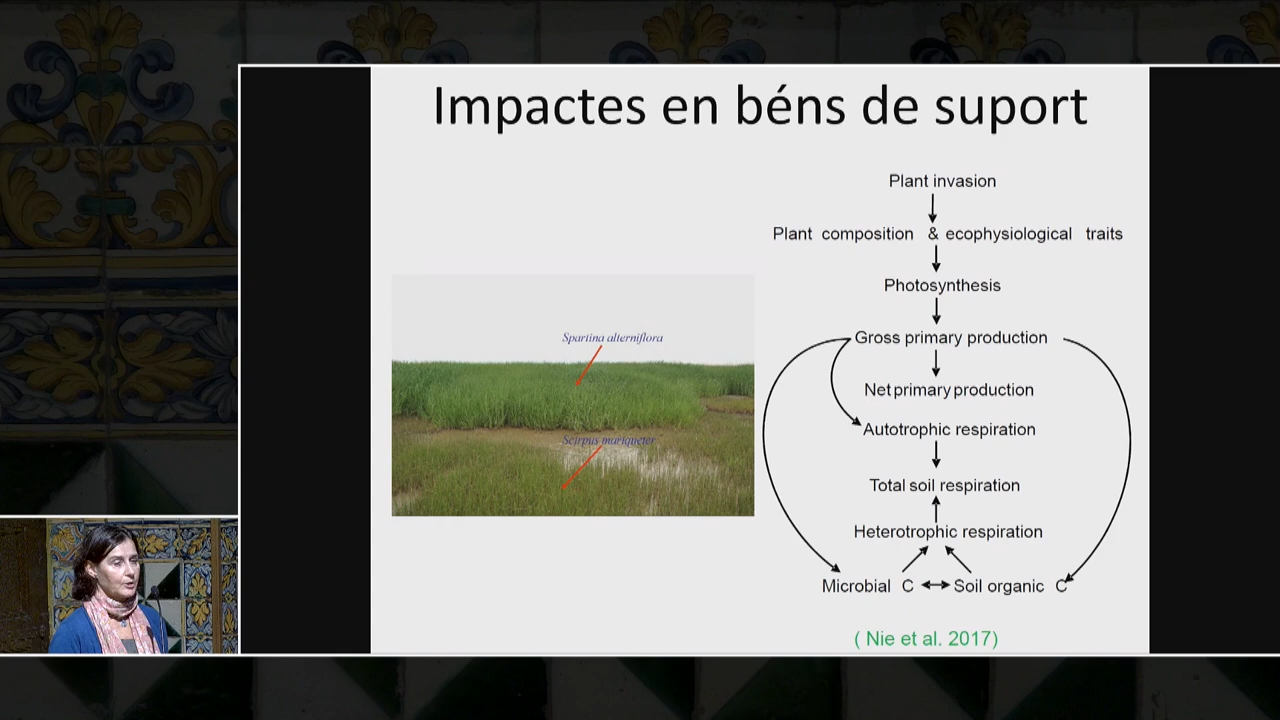 Impactes en béns de suport
Plant invasion
Plant composition & ecophysiological traits
Photosynthesis
Gross primary production
Net primary production
Autotrophic respiration
Total soil respiration
Heterotrophic respiration
Microbial C
Soil organic C
( Nie et al. 2017)
Spartina alterniflora
Scirpus mariqueter